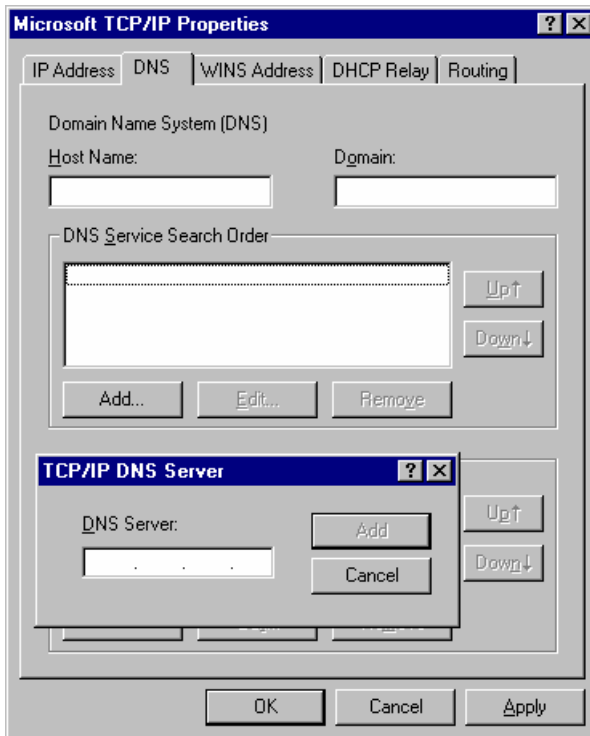 Microsoft TCP/IP Properties
IP Address DNS WINS Address DHCP Relay Routing
Domain Name System (DNS)
Host Name: Domain:
DNS Service Search Order
Up↑
Down↓
Add... Edit... Remove
TCP/IP DNS Server
DNS Server:
. . .
Add
Cancel
Up↑
Down↓
OK Cancel Apply